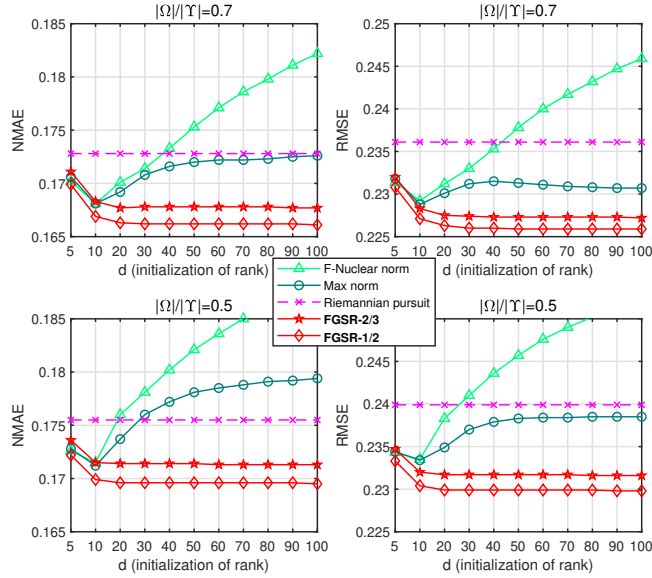 |Ω|/|ϒ|=0.7
0.185
0.18
0.175
0.17
0.165
NMAE
5 10 20 30 40 50 60 70 80 90 100
d (initialization of rank)
|Ω|/|ϒ|=0.7
0.25
0.245
0.24
0.235
0.23
0.225
RMSE
5 10 20 30 40 50 60 70 80 90 100
d (initialization of rank)
F-Nuclear norm
Max norm
Riemannian pursuit
FGSR-2/3
FGSR-1/2
|Ω|/|ϒ|=0.5
0.185
0.18
0.175
0.17
0.165
NMAE
5 10 20 30 40 50 60 70 80 90 100
d (initialization of rank)
|Ω|/|ϒ|=0.5
0.25
0.245
0.24
0.235
0.23
0.225
RMSE
5 10 20 30 40 50 60 70 80 90 100
d (initialization of rank)